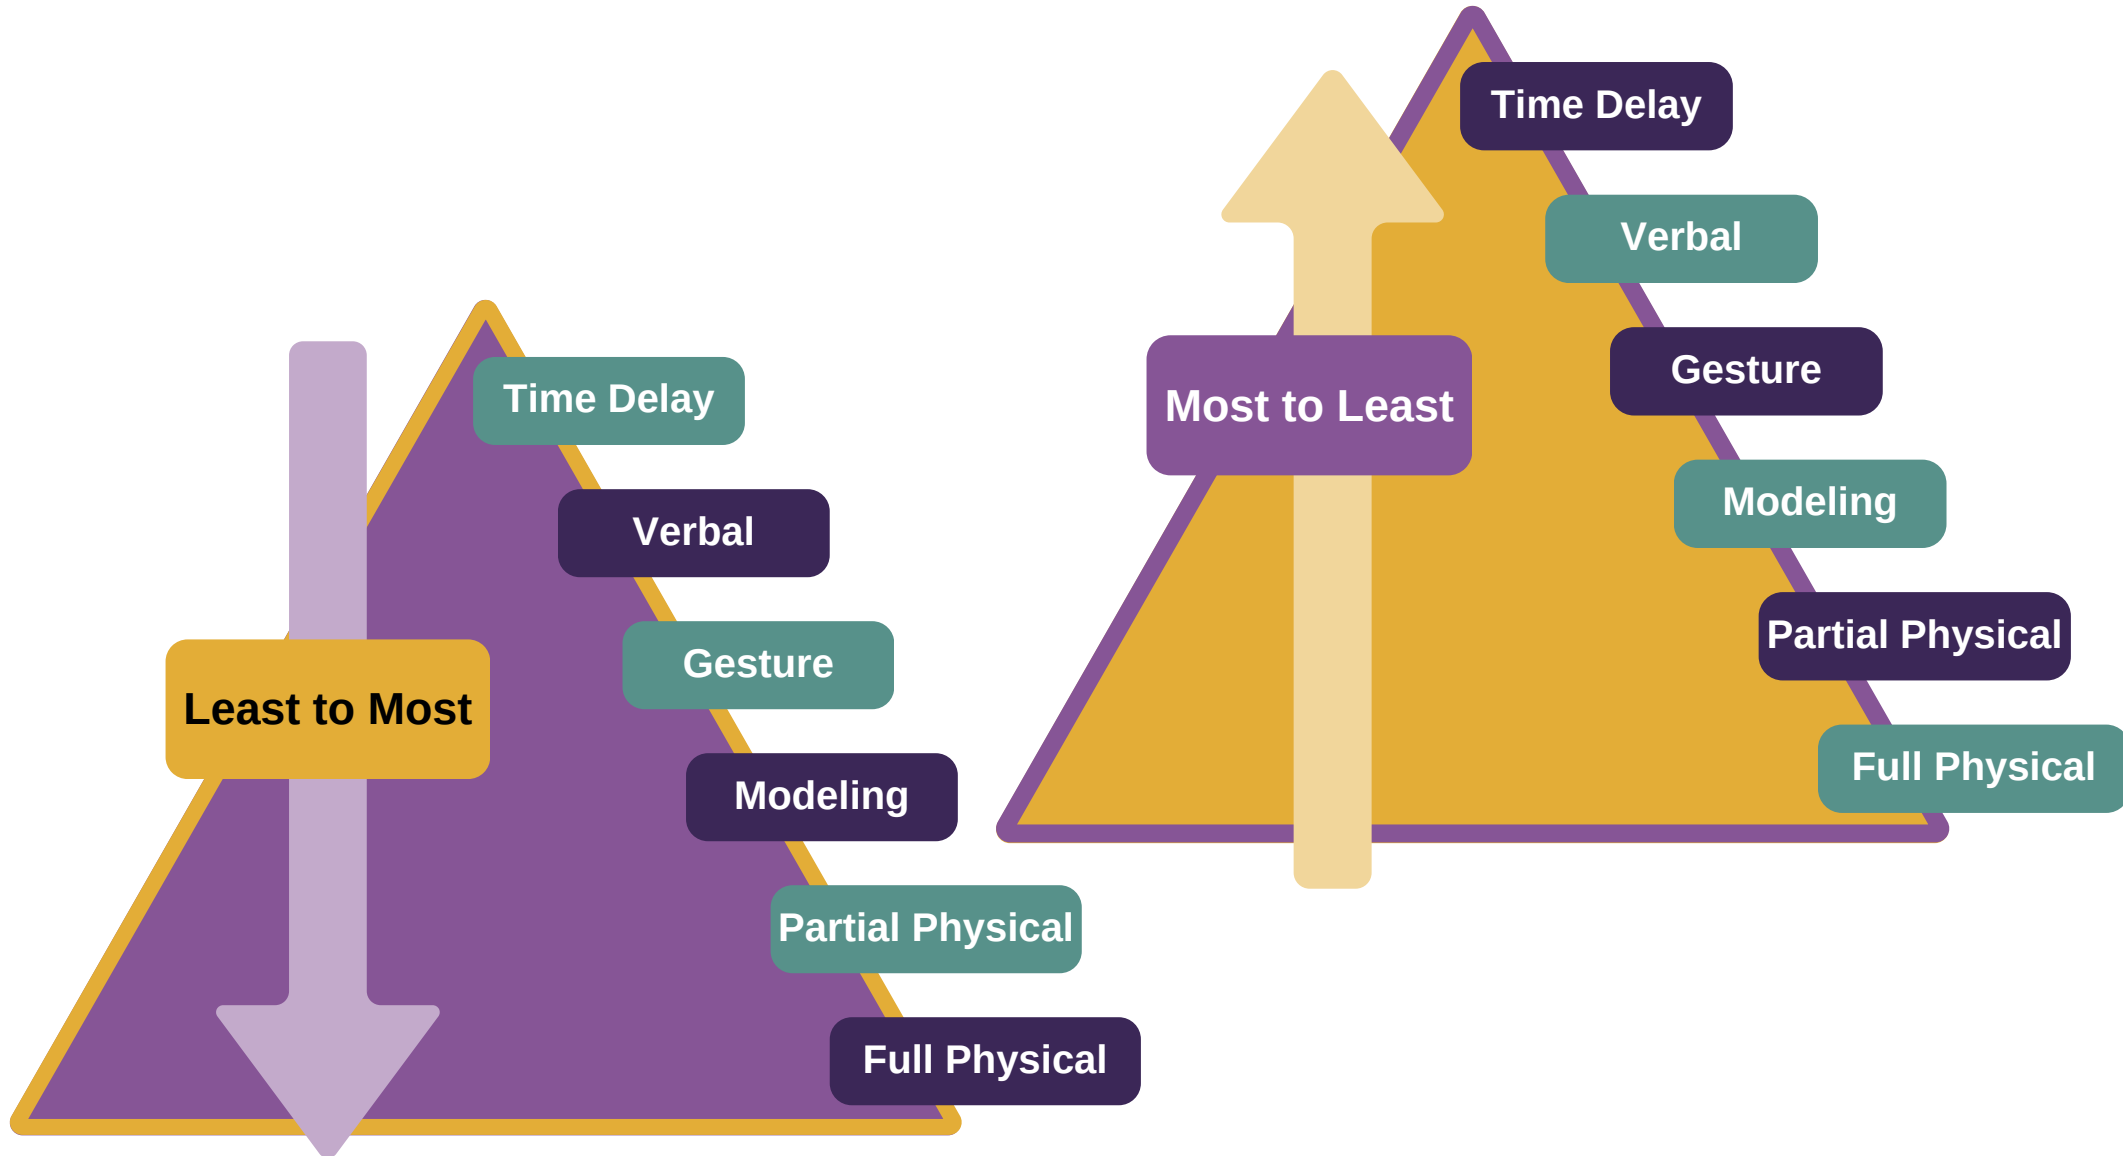 Least to Most
Time Delay
Verbal
Gesture
Modeling
Partial Physical
Full Physical
Most to Least
Time Delay
Verbal
Gesture
Modeling
Partial Physical
Full Physical